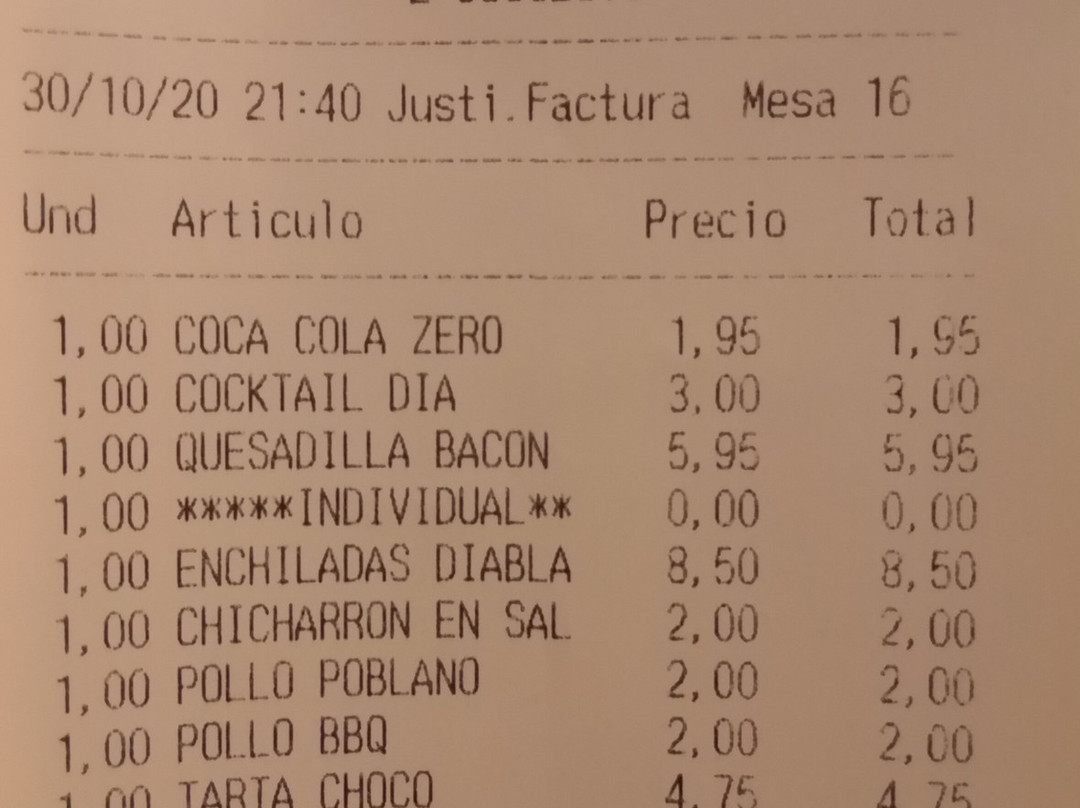 30/10/20 21:40 Justi.Factura Mesa 16
Und Articulo Precio Total
1,00 COCA COLA ZERO 1,95 1,95
1,00 COCKTAIL DIA 3,00 3,00
1,00 QUESADILLA BACON 5,95 5,95
1,00 *****INDIVIDUAL** 0,00 0,00
1,00 ENCHILADAS DIABLA 8,50 8,50
1,00 CHICHARRON EN SAL 2,00 2,00
1,00 POLLO POBLANO 2,00 2,00
1,00 POLLO BBQ 2,00 2,00
1,00 TARTA CHOCO 4,75 4,75